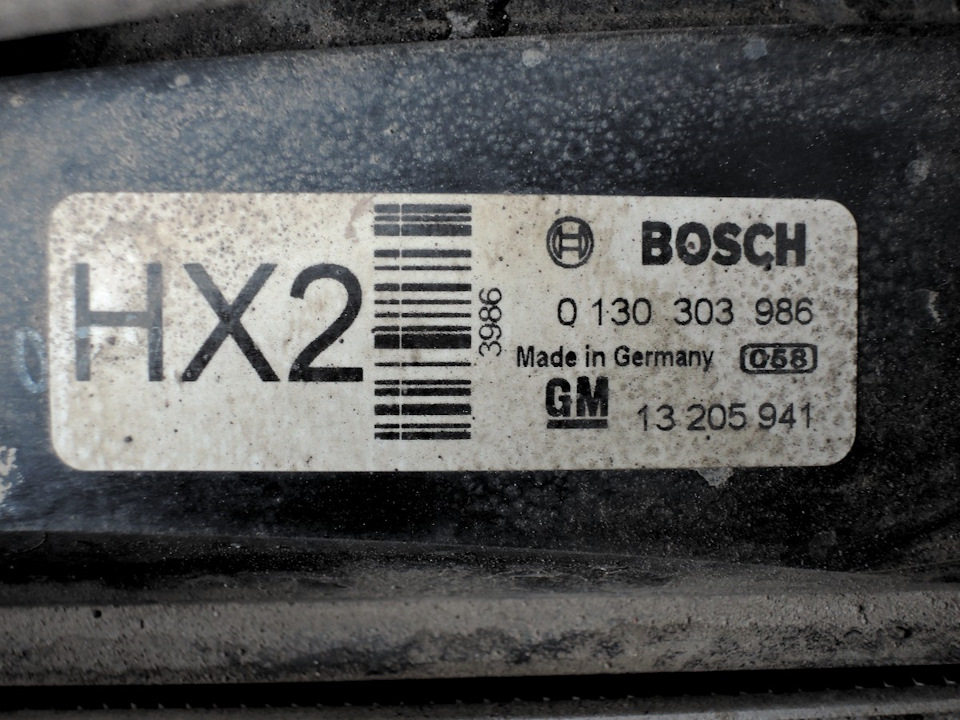 HX2
3986
BOSCH
0 130 303 986
Made in Germany 058
GM
13 205 941